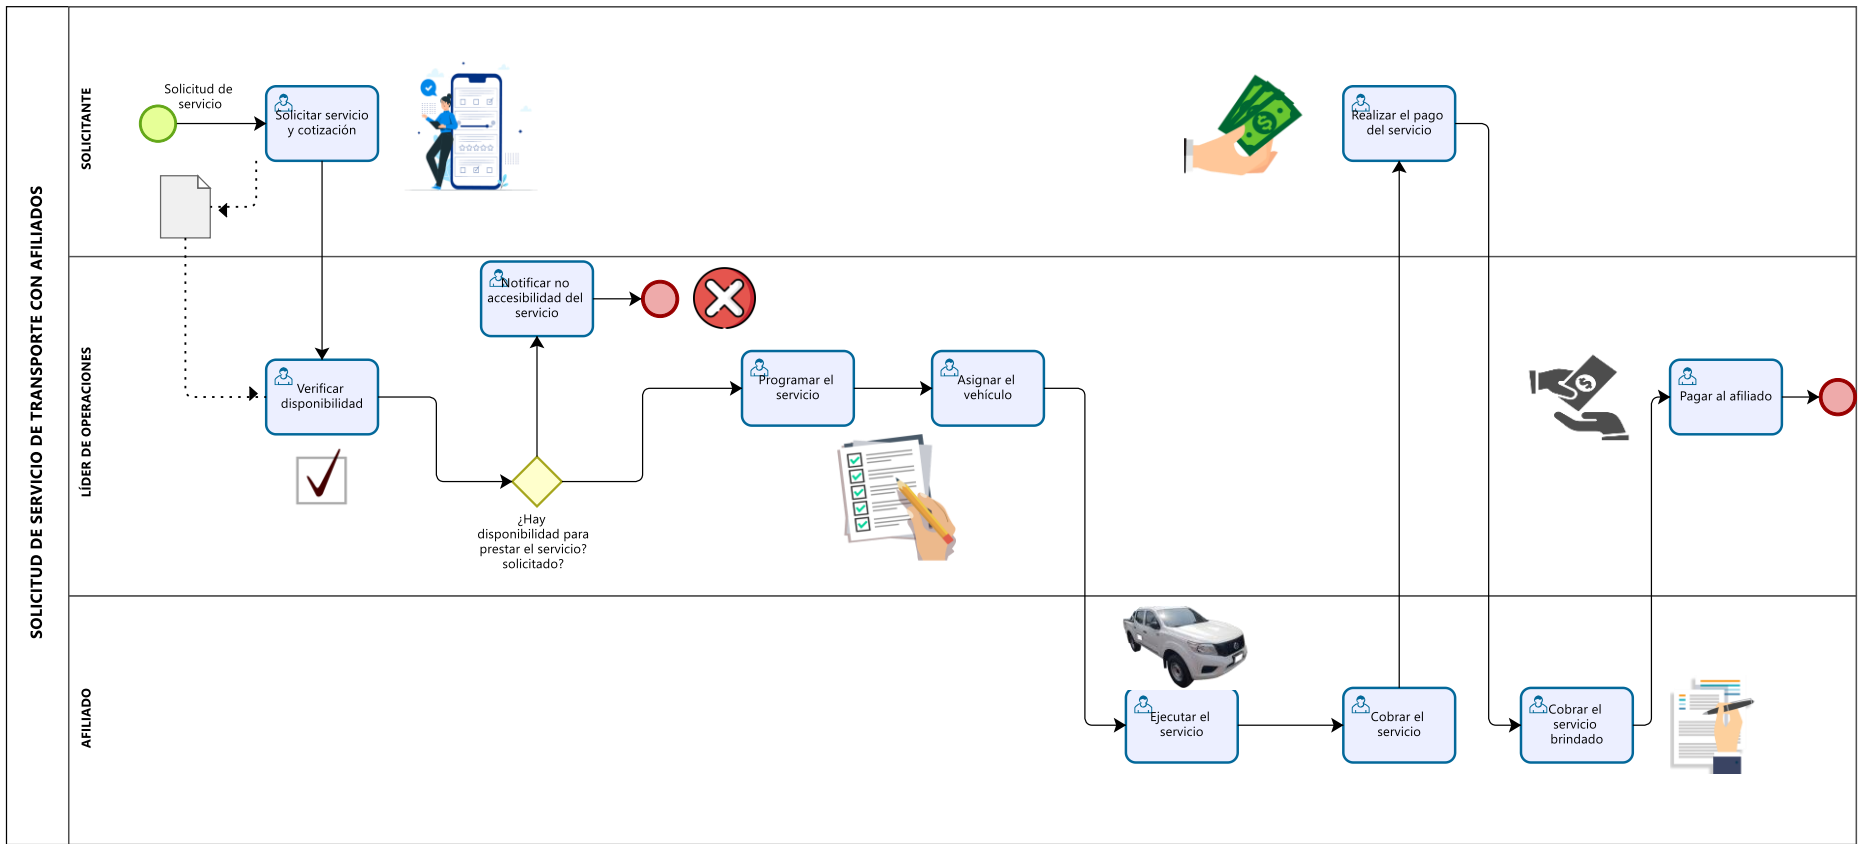 SOLICITUD DE SERVICIO DE TRANSPORTE CON AFILIADOS
SOLICITANTE
Solicitud de
servicio
Solicitar servicio
y cotización
Realizar el pago
del servicio
LÍDER DE OPERACIONES
Notificar no
accesibilidad del
servicio
Verificar
disponibilidad
¿Hay
disponibilidad para
prestar el servicio?
solicitado?
Programar el
servicio
Asignar el
vehículo
Pagar al afiliado
AFILIADO
Ejecutar el
servicio
Cobrar el
servicio
Cobrar el
servicio
brindado